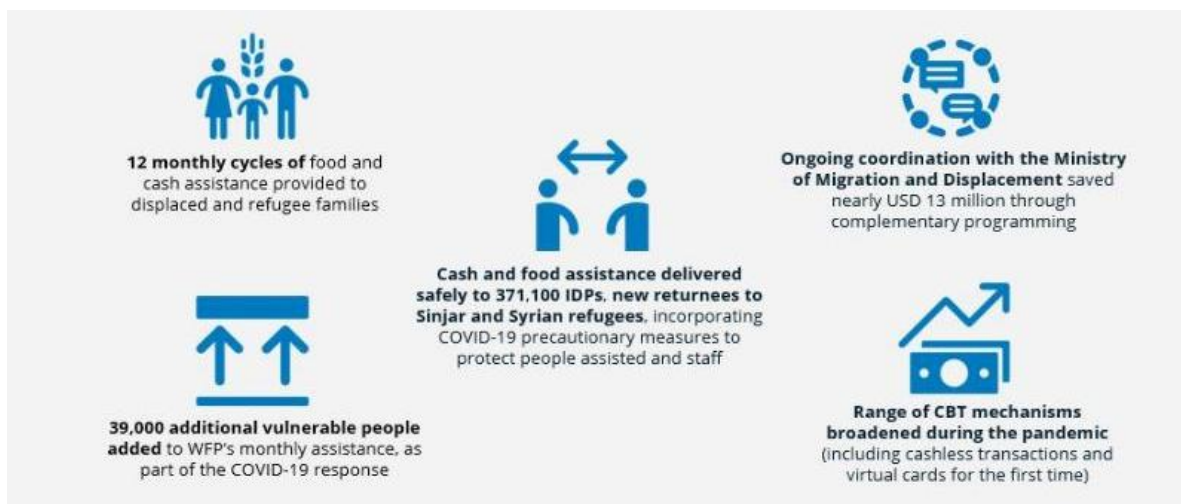 12 monthly cycles of food and
cash assistance provided to
displaced and refugee families
39,000 additional vulnerable people
added to WFP's monthly assistance, as
part of the COVID-19 response
Cash and food assistance delivered
safely to 371,100 IDPs, new returnees to
Sinjar and Syrian refugees, incorporating
COVID-19 precautionary measures to
protect people assisted and staff
Ongoing coordination with the Ministry
of Migration and Displacement saved
nearly USD 13 million through
complementary programming
Range of CBT mechanisms
broadened during the pandemic
(including cashless transactions and
virtual cards for the first time)